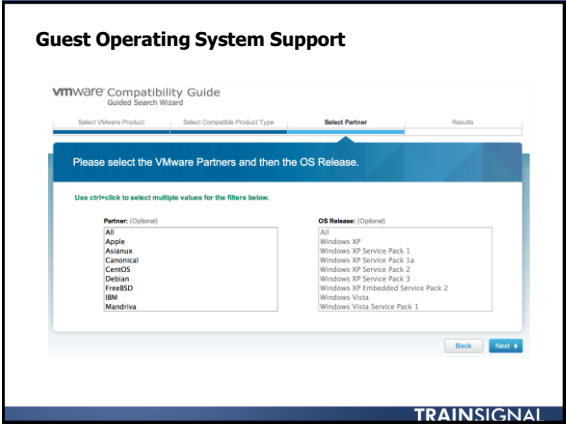 Guest Operating System Support
vmware Compatibility Guide
Guided Search Wizard
Select VMware Product Select Compatible Product Type Select Partner Results
Please select the VMware Partners and then the OS Release.
Use ctrl+click to select multiple values for the filters below.
Partner: (Optional) OS Release: (Optional)
All All
Apple Windows XP
Asianux Windows XP Service Pack 1
Canonical Windows XP Service Pack 1a
CentOS Windows XP Service Pack 2
Debian Windows XP Service Pack 3
FreeBSD Windows XP Embedded Service Pack 2
IBM Windows Vista
Mandriva Windows Vista Service Pack 1
Back Next
TRAINSIGNAL